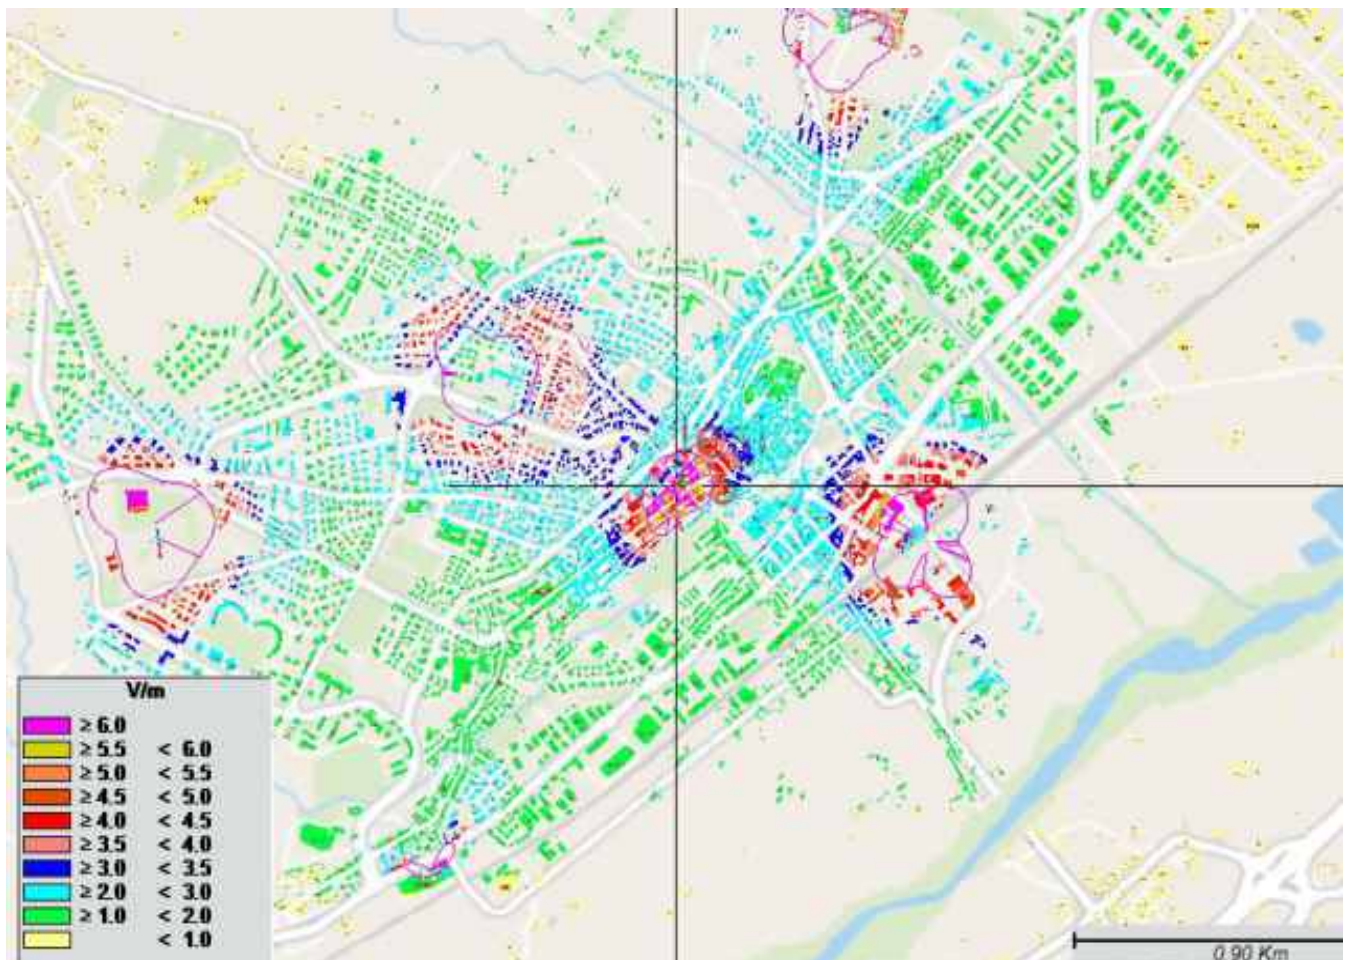 V/m
≥ 6.0
≥ 5.5 < 6.0
≥ 5.0 < 5.5
≥ 4.5 < 5.0
≥ 4.0 < 4.5
≥ 3.5 < 4.0
≥ 3.0 < 3.5
≥ 2.0 < 3.0
≥ 1.0 < 2.0
< 1.0
0.90 Km